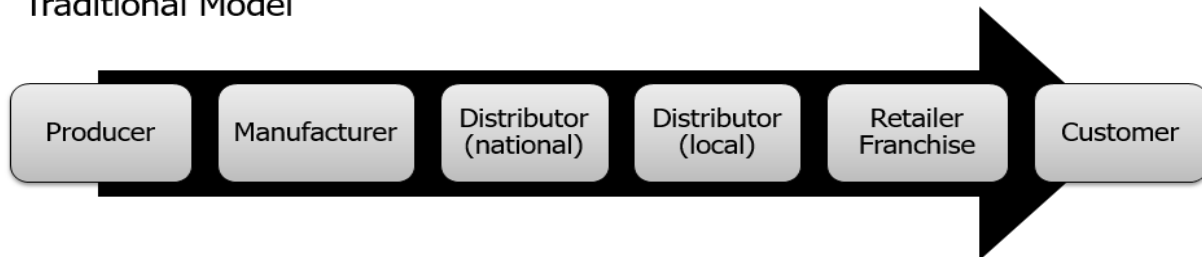 Traditional Model
Producer
Manufacturer
Distributor
(national)
Distributor
(local)
Retailer
Franchise
Customer